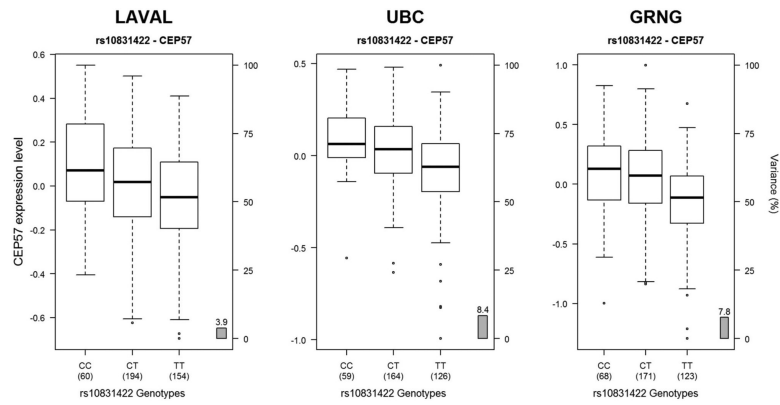 LAVAL
UBC
GRNG
rs10831422 - CEP57
rs10831422 - CEP57
rs10831422 - CEP57
CEP57 expression level
0.6
0.4
0.2
0.0
-0.2
-0.4
-0.6
100
75
50
25
0
3.9
CC CT TT
(60) (194) (154)
rs10831422 Genotypes
0.5
0.0
-0.5
-1.0
100
75
50
25
0
8.4
CC CT TT
(59) (164) (126)
rs10831422 Genotypes
1.0
0.5
0.0
-0.5
-1.0
100
75
50
25
0
7.8
CC CT TT
(68) (171) (123)
rs10831422 Genotypes
Variance (%)